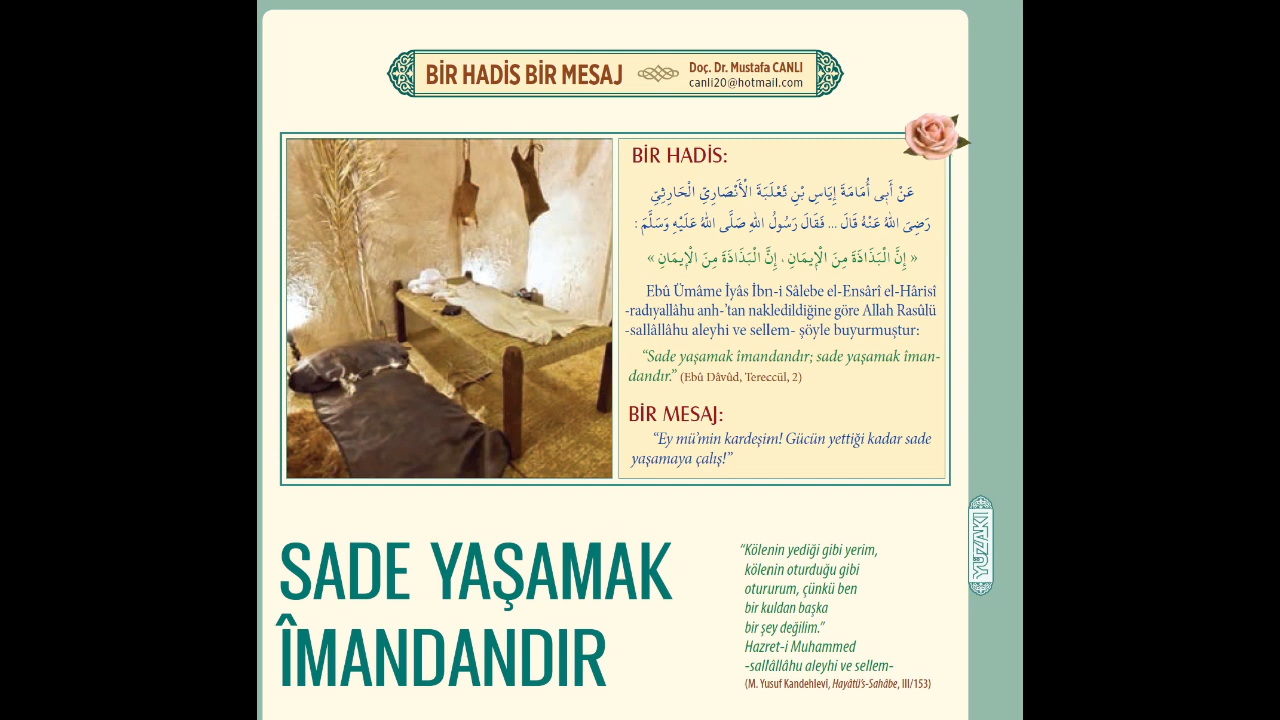 BİR HADİS BİR MESAJ
Doç. Dr. Mustafa CANLI
canli20@hotmail.com
BİR HADİS:
عَنْ أَبِى أُمَامَةَ إِيَاسِ بْنِ ثَعْلَبَةَ الْأَنْصَارِيِّ الْحَارِثِيِّ
رَضِىَ اللهُ عَنْهُ قَالَ ... فَقَالَ رَسُولُ اللهِ صَلَّى اللهُ عَلَيْهِ وَسَلَّمَ :
« إِنَّ الْبَذَاذَةَ مِنَ الْإِيمَانِ ، إِنَّ الْبَذَاذَةَ مِنَ الْإِيمَانِ »
Ebû Ümâme İyâs İbn-i Sâlebe el-Ensârî el-Hârisî
-radıyallâhu anh-’tan nakledildiğine göre Allah Rasûlü
-sallâllâhu aleyhi ve sellem- şöyle buyurmuştur:
“Sade yaşamak îmandandır; sade yaşamak îman-
dandır.” (Ebû Dâvûd, Tereccül, 2)
BİR MESAJ:
“Ey mü’min kardeşim! Gücün yettiği kadar sade
yaşamaya çalış!”
YÜZAKI
SADE YAŞAMAK
ÎMANDANDIR
“Kölenin yediği gibi yerim,
kölenin oturduğu gibi
otururum, çünkü ben
bir kuldan başka
bir şey değilim.”
Hazret-i Muhammed
-sallâllâhu aleyhi ve sellem-
(M. Yusuf Kandehlevî, Hayâtü’s-Sahâbe, III/153)